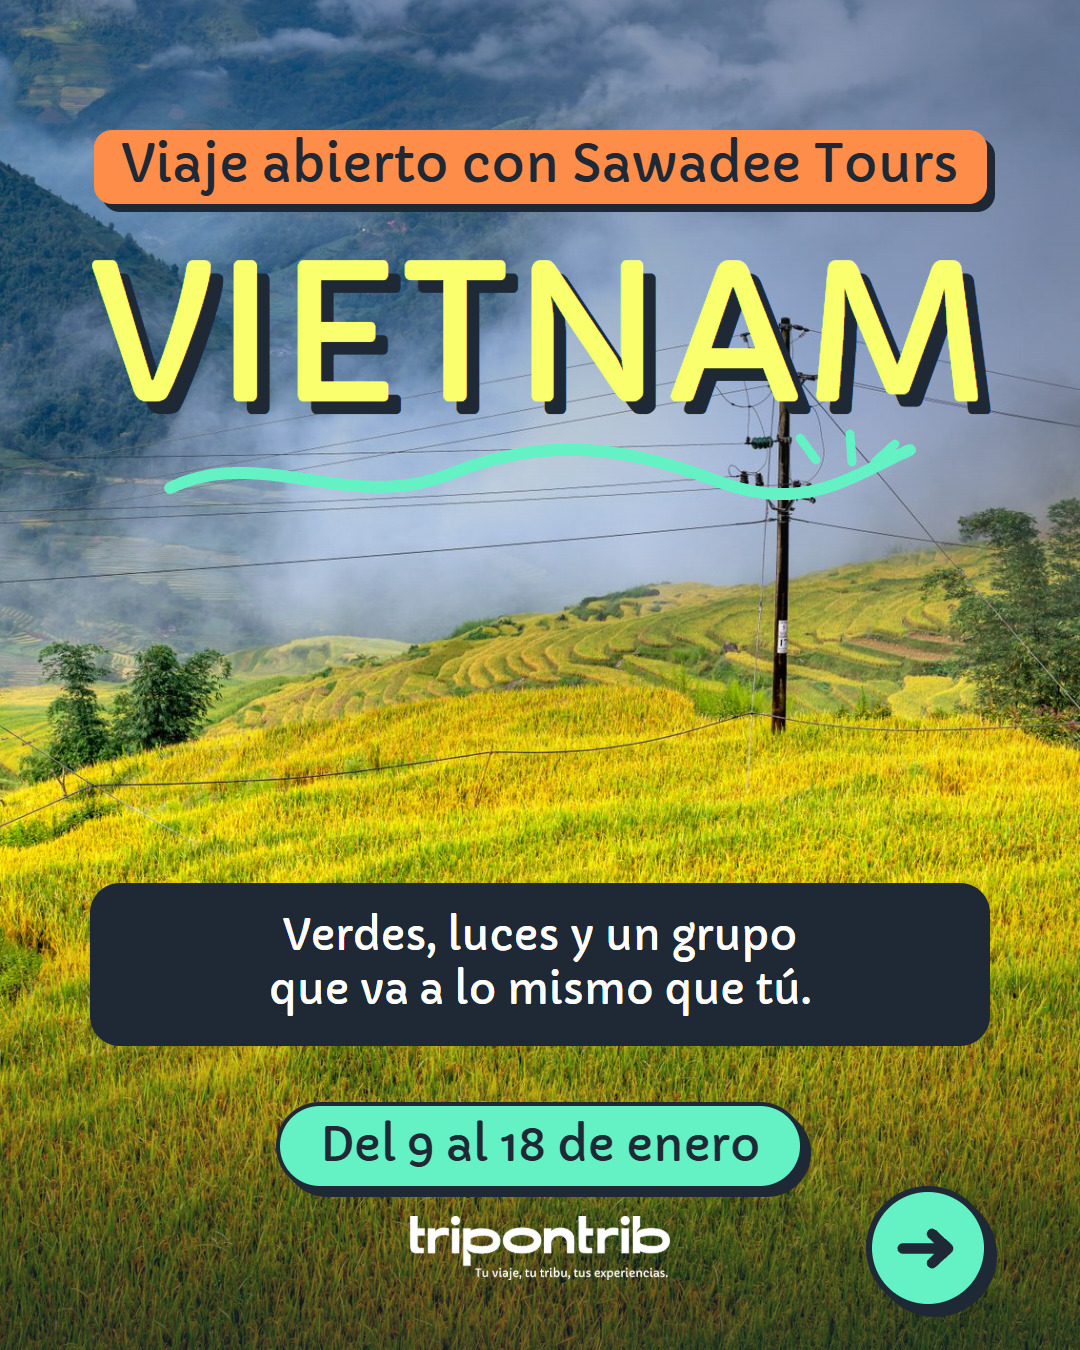 Viaje abierto con Sawadee Tours
VIETNAM
Verdes, luces y un grupo
que va a lo mismo que tú.
Del 9 al 18 de enero
tripontrib
Tu viaje, tu tribu, tus experiencias.